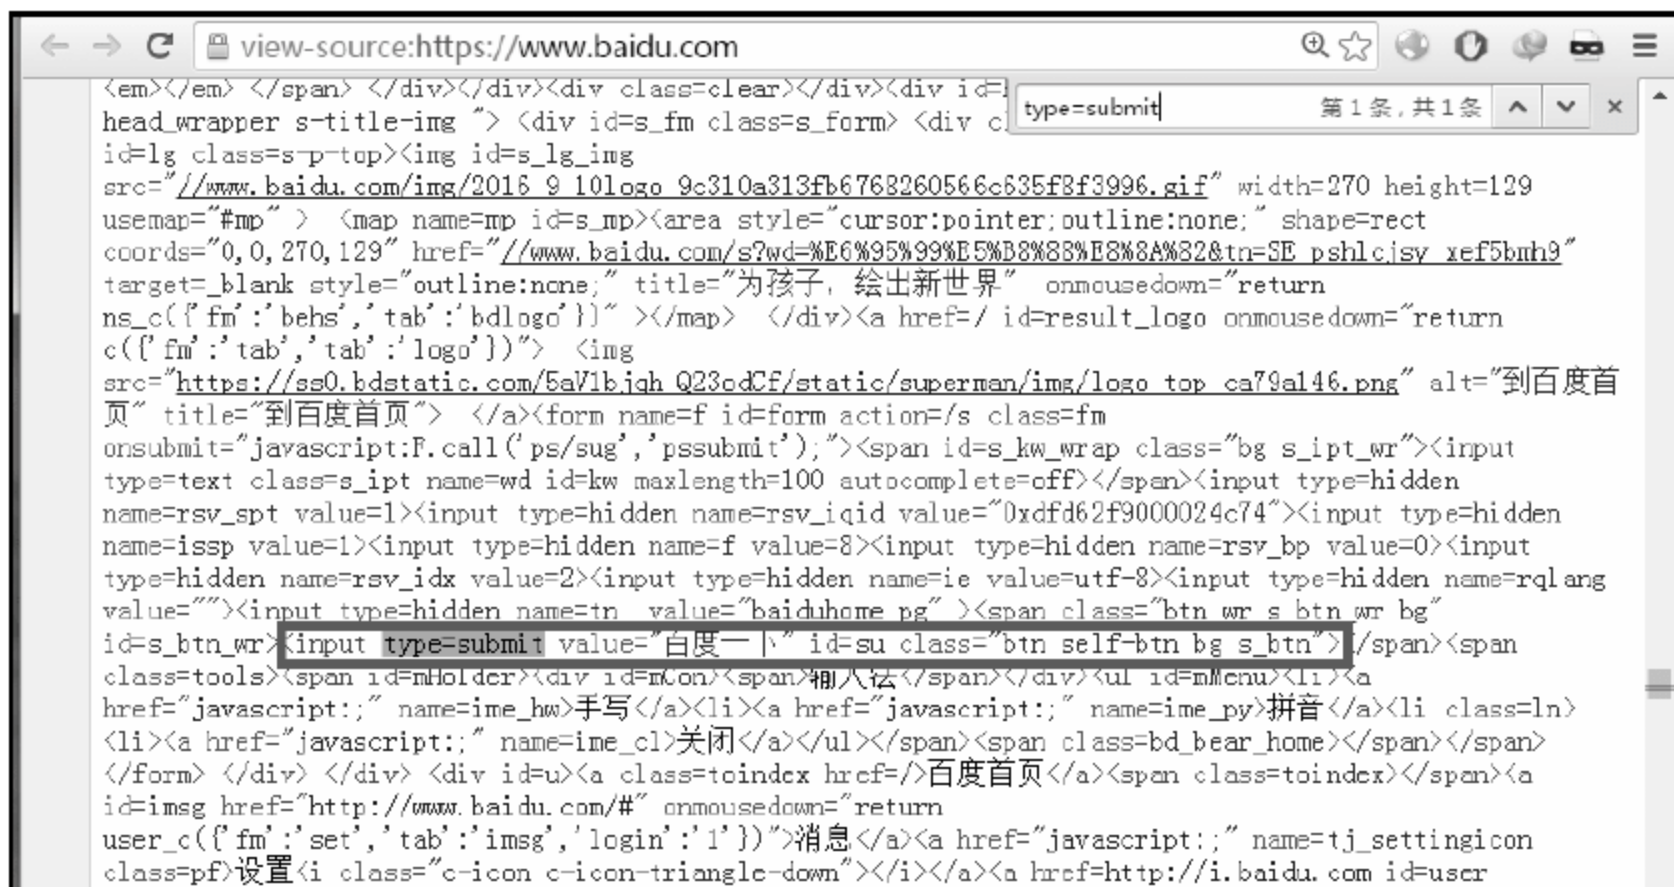 view-source:https://www.baidu.com
type=submit 第 1 条，共 1 条
<em></em> </span> </div></div><div class=clear></div><div id=
head_wrapper s-title-img "> <div id=s_fm class=s_form> <div c
id=lg class=s-p-top><img id=s_lg_img
src="//www.baidu.com/img/2016_9_10logo_9c310a313fb6768260566c635f8f3996.gif" width=270 height=129
usemap="#mp" > <map name=mp id=s_mp><area style="cursor:pointer;outline:none;" shape=rect
coords="0,0,270,129" href="//www.baidu.com/s?wd=%E6%95%99%E5%B8%88%E8%8A%82&tn=SE_pshlcjsy_xef5bmh9"
target=_blank style="outline:none;" title="为孩子，绘出新世界" onmousedown="return
ns_c({'fm':'behs','tab':'bdlogo'})" ></map> </div><a href=/ id=result_logo onmousedown="return
c({'fm':'tab','tab':'logo'})"> <img
src="https://ss0.bdstatic.com/5aV1bjqh_Q23odCf/static/superman/img/logo_top_ca79a146.png" alt="到百度首
页" title="到百度首页"> </a><form name=f id=form action=/s class=fm
onsubmit="javascript:F.call('ps/sug','pssubmit');"><span id=s_kw_wrap class="bg s_ipt_wr"><input
type=text class=s_ipt name=wd id=kw maxlength=100 autocomplete=off></span><input type=hidden
name=rsv_spt value=1><input type=hidden name=rsv_iqid value="0xdfd62f9000024c74"><input type=hidden
name=issp value=1><input type=hidden name=f value=8><input type=hidden name=rsv_bp value=0><input
type=hidden name=rsv_idx value=2><input type=hidden name=ie value=utf-8><input type=hidden name=rqlang
value=""><input type=hidden name=tn value="baiduhome_pg" ><span class="btn_wr s_btn_wr bg"
id=s_btn_wr><input type=submit value="百度一下" id=su class="btn self-btn bg s_btn"></span><span
class=tools><span id=mHolder><div id=mCon><span>输入法</span></div><ul id=mMenu><li><a
href="javascript:;" name=ime_hw>手写</a><li><a href="javascript:;" name=ime_py>拼音</a><li class=ln>
<li><a href="javascript:;" name=ime_cl>关闭</a></ul></span><span class=bd_bear_home></span></span>
</form> </div> </div> <div id=u><a class=toindex href=/>百度首页</a><span class=toindex></span><a
id=imsg href="http://www.baidu.com/#" onmousedown="return
user_c({'fm':'set','tab':'imsg','login':'1'})">消息</a><a href="javascript:;" name=tj_settingicon
class=pf>设置<i class="c-icon c-icon-triangle-down"></i></a><a href=http://i.baidu.com id=user